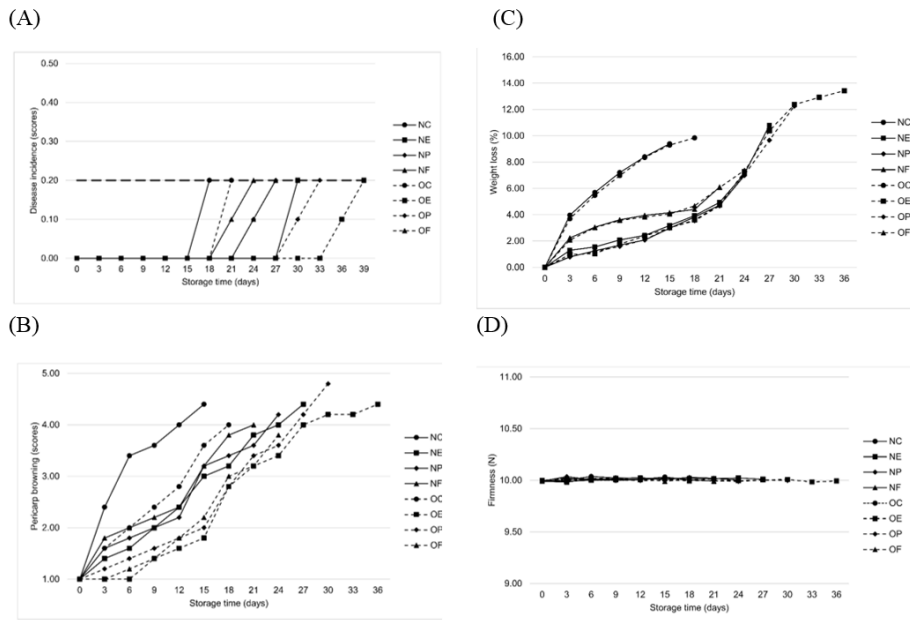 (A)
0.50
0.40
0.30
0.20
0.10
0.00
Disease incidence (scores)
0 3 6 9 12 15 18 21 24 27 30 33 36 39
Storage time (days)
NC
NE
NP
NF
OC
OE
OP
OF
(C)
16.00
14.00
12.00
10.00
8.00
6.00
4.00
2.00
0.00
Weight loss (%)
0 3 6 9 12 15 18 21 24 27 30 33 36
Storage time (days)
NC
NE
NP
NF
OC
OE
OP
OF
(B)
5.00
4.00
3.00
2.00
1.00
Pericarp browning (scores)
0 3 6 9 12 15 18 21 24 27 30 33 36
Storage time (days)
NC
NE
NP
NF
OC
OE
OP
OF
(D)
11.00
10.50
10.00
9.50
9.00
Firmness (N)
0 3 6 9 12 15 18 21 24 27 30 33 36
Storage time (days)
NC
NE
NP
NF
OC
OE
OP
OF